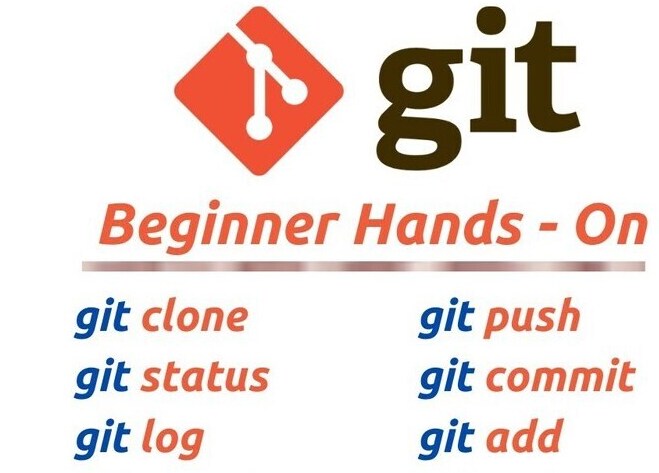 git
Beginner Hands - On
git clone
git status
git log
git push
git commit
git add